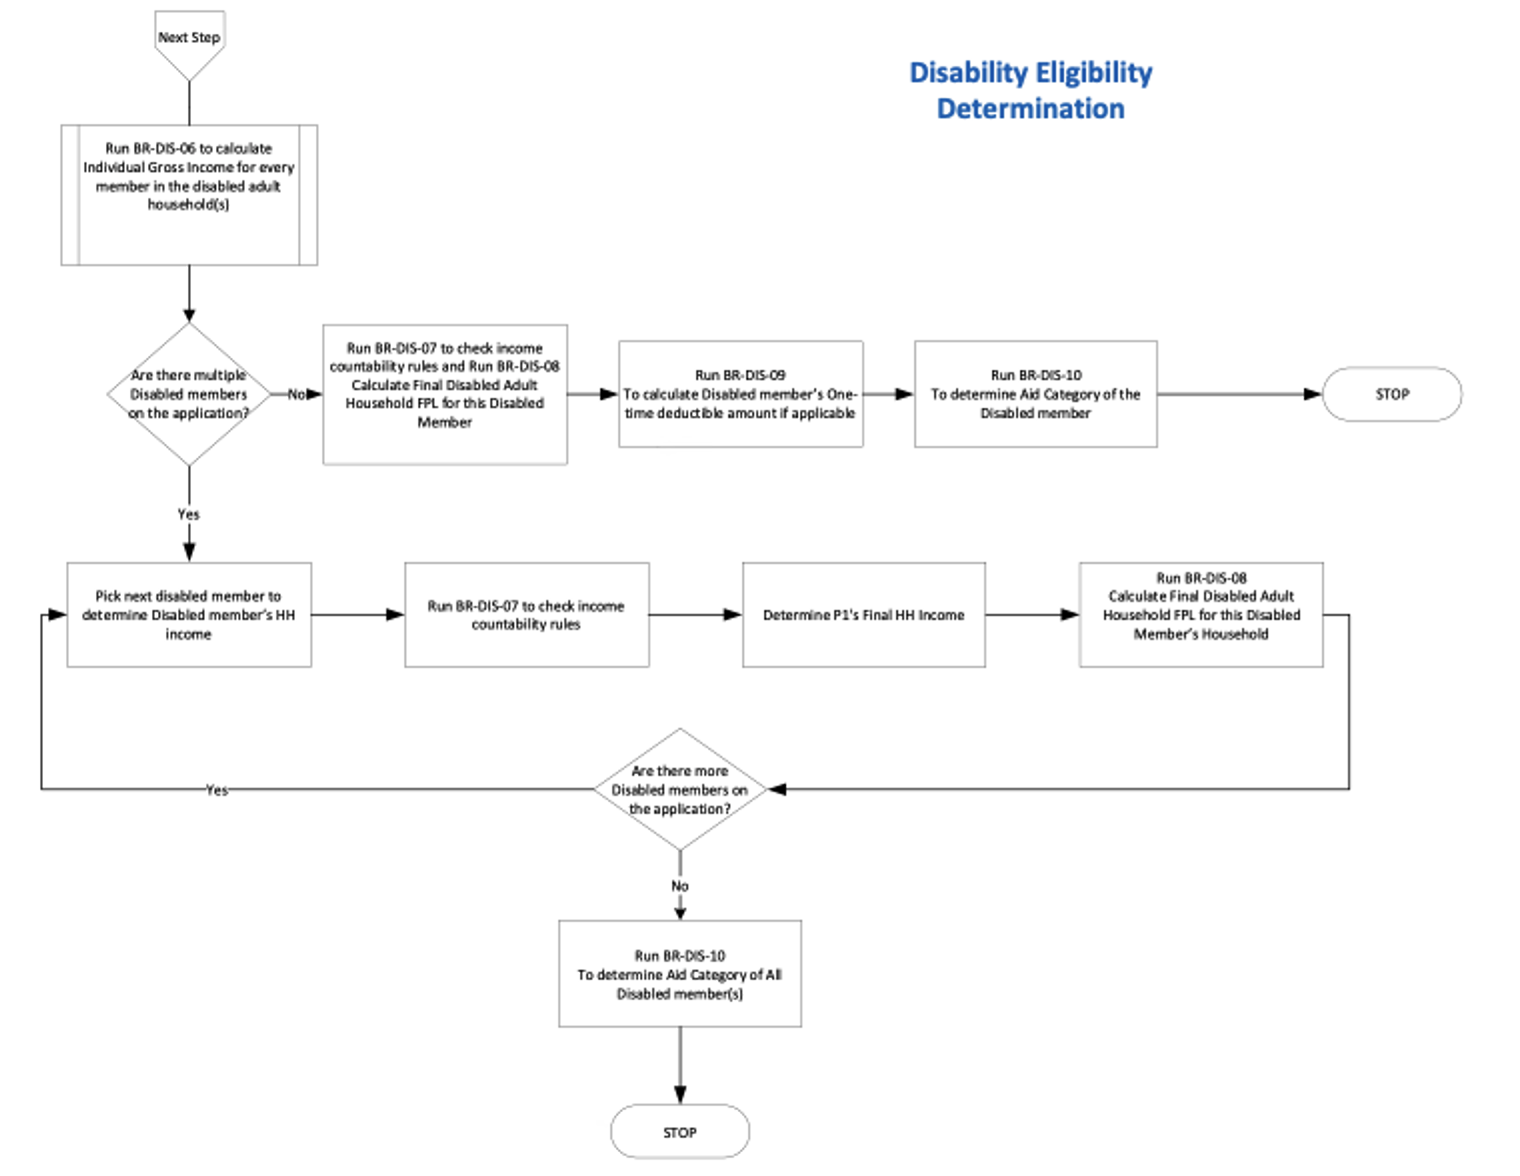 Next Step
Disability Eligibility
Determination
Run BR-DIS-06 to calculate
Individual Gross Income for every
member in the disabled adult
household(s)
Are there multiple
Disabled members
on the application?
No
Run BR-DIS-07 to check income
countability rules and Run BR-DIS-08
Calculate Final Disabled Adult
Household FPL for this Disabled
Member
Run BR-DIS-09
To calculate Disabled member's One-
time deductible amount if applicable
Run BR-DIS-10
To determine Aid Category of the
Disabled member
STOP
Yes
Pick next disabled member to
determine Disabled member's HH
income
Run BR-DIS-07 to check income
countability rules
Determine P1's Final HH Income
Run BR-DIS-08
Calculate Final Disabled Adult
Household FPL for this Disabled
Member's Household
Are there more
Disabled members on
the application?
Yes
No
Run BR-DIS-10
To determine Aid Category of All
Disabled member(s)
STOP